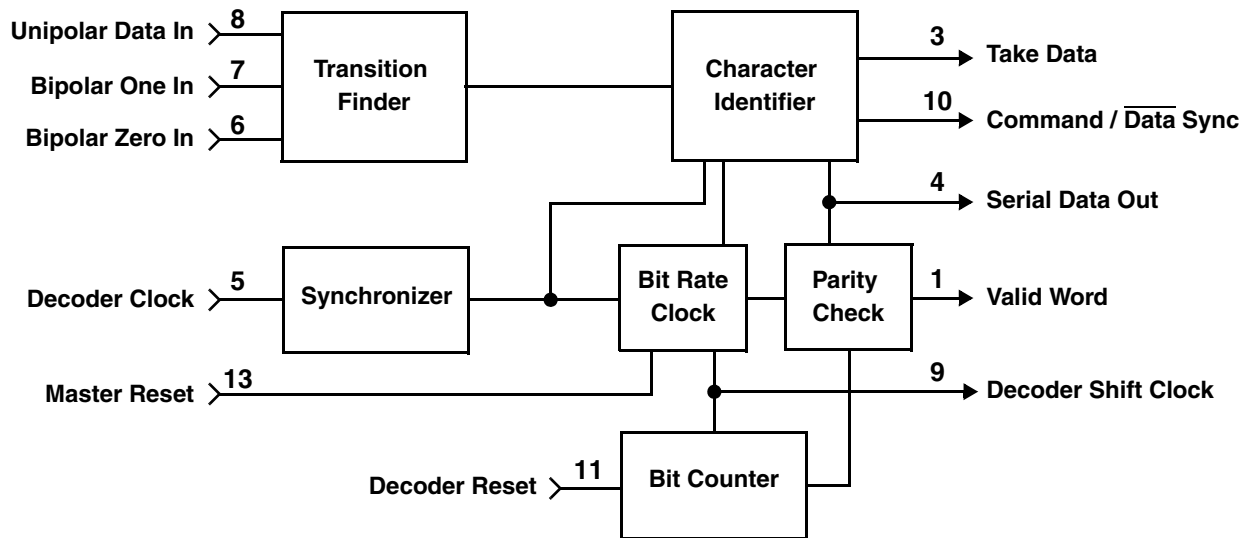 Unipolar Data In
8
Bipolar One In
7
Bipolar Zero In
6
Transition
Finder
Character
Identifier
3
Take Data
10
Command / Data Sync
4
Serial Data Out
Decoder Clock
5
Synchronizer
Bit Rate
Clock
Parity
Check
1
Valid Word
Master Reset
13
9
Decoder Shift Clock
Decoder Reset
11
Bit Counter